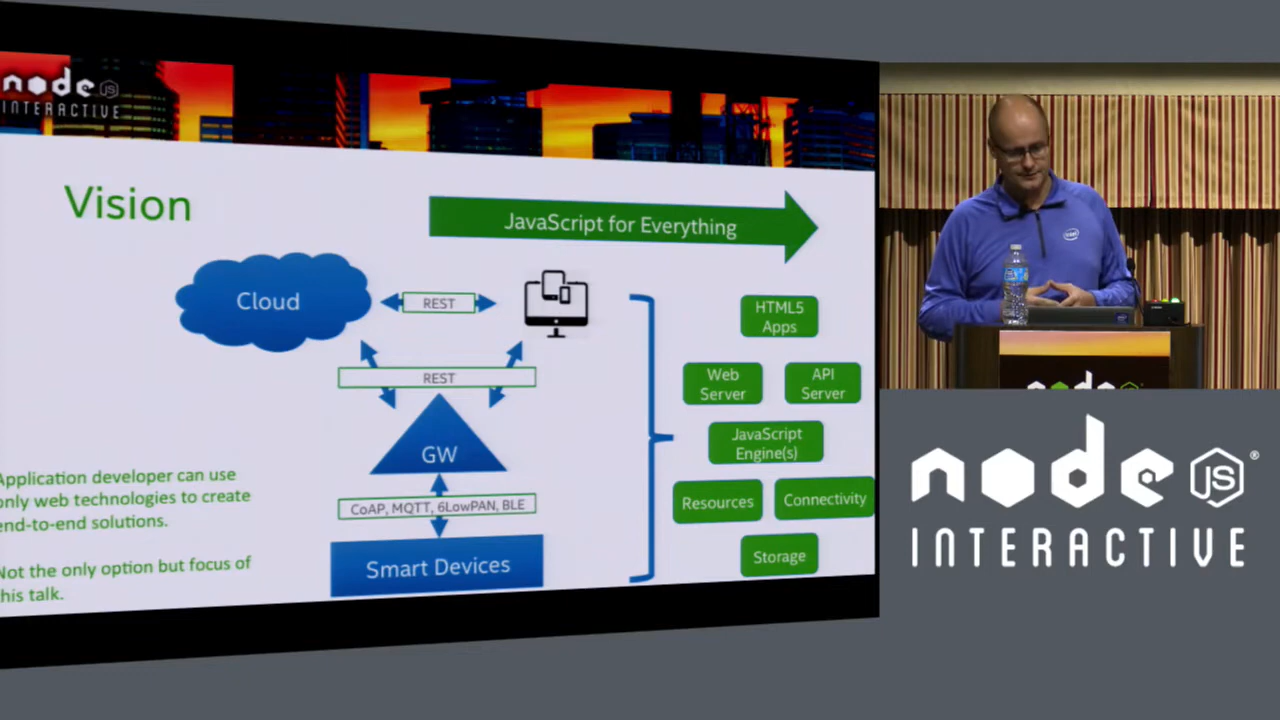 node JS
INTERACTIVE
Vision
JavaScript for Everything
Cloud
REST
REST
GW
CoAP, MQTT, 6LowPAN, BLE
Smart Devices
Application developer can use
only web technologies to create
end-to-end solutions.
Not the only option but focus of
this talk.
HTML5
Apps
Web
Server
API
Server
JavaScript
Engine(s)
Resources
Connectivity
Storage
intel
node
node JS®
INTERACTIVE